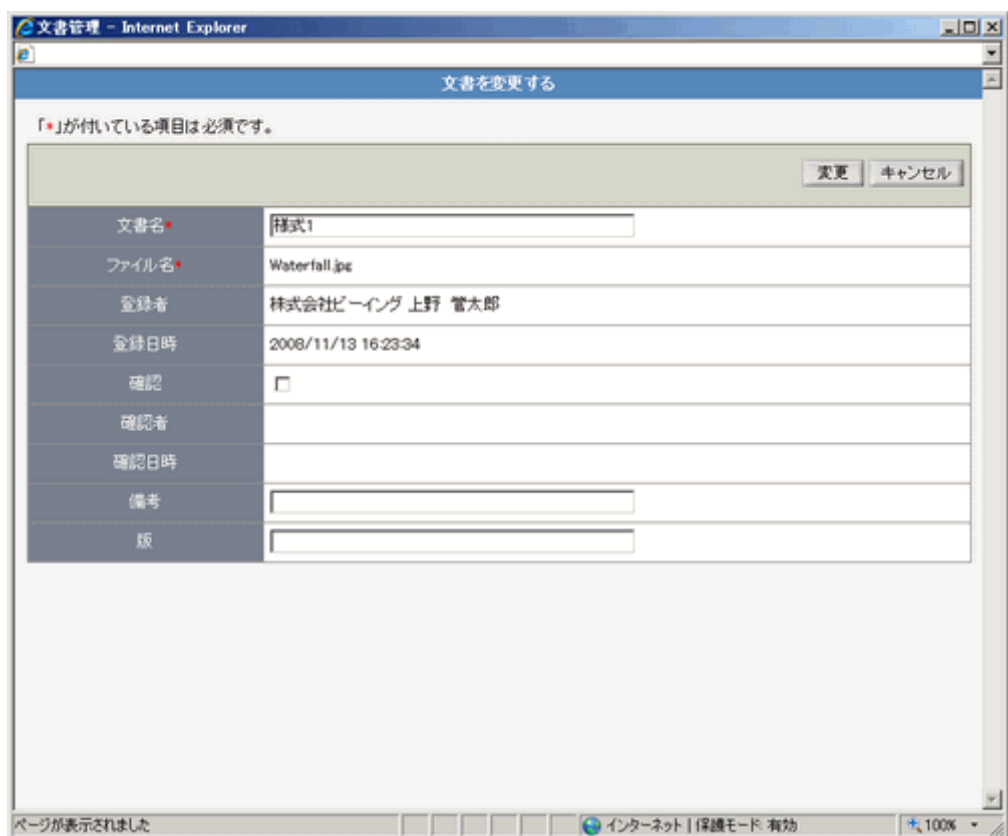 文書管理 - Internet Explorer
文書を変更する
「*」が付いている項目は必須です。
変更 キャンセル
文書名* 様式1
ファイル名* Waterfall.jpg
登録者 株式会社ビーイング 上野 管太郎
登録日時 2008/11/13 16:23:34
確認
確認者
確認日時
備考
版
ページが表示されました インターネット | 保護モード: 有効 100%